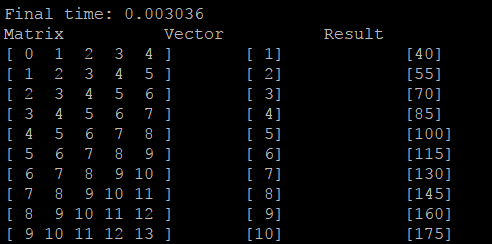 Final time: 0.003036
Matrix Vector Result
[ 0 1 2 3 4 ] [ 1] [40]
[ 1 2 3 4 5 ] [ 2] [55]
[ 2 3 4 5 6 ] [ 3] [70]
[ 3 4 5 6 7 ] [ 4] [85]
[ 4 5 6 7 8 ] [ 5] [100]
[ 5 6 7 8 9 ] [ 6] [115]
[ 6 7 8 9 10 ] [ 7] [130]
[ 7 8 9 10 11 ] [ 8] [145]
[ 8 9 10 11 12 ] [ 9] [160]
[ 9 10 11 12 13 ] [10] [175]